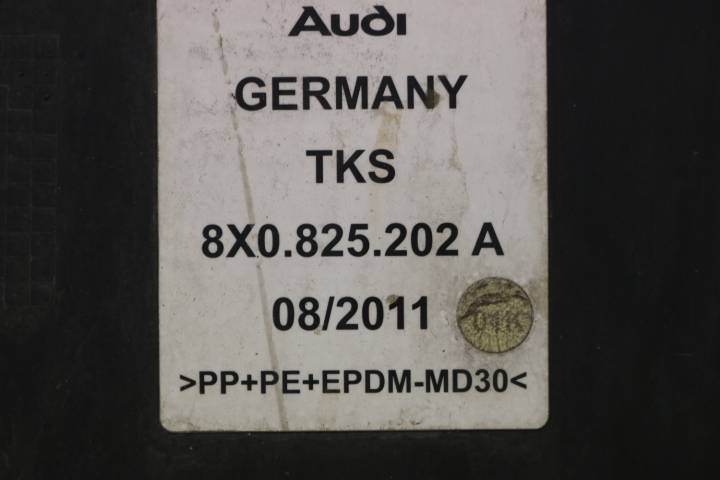 Audi
GERMANY
TKS
8X0.825.202 A
08/2011
>PP+PE+EPDM-MD30<